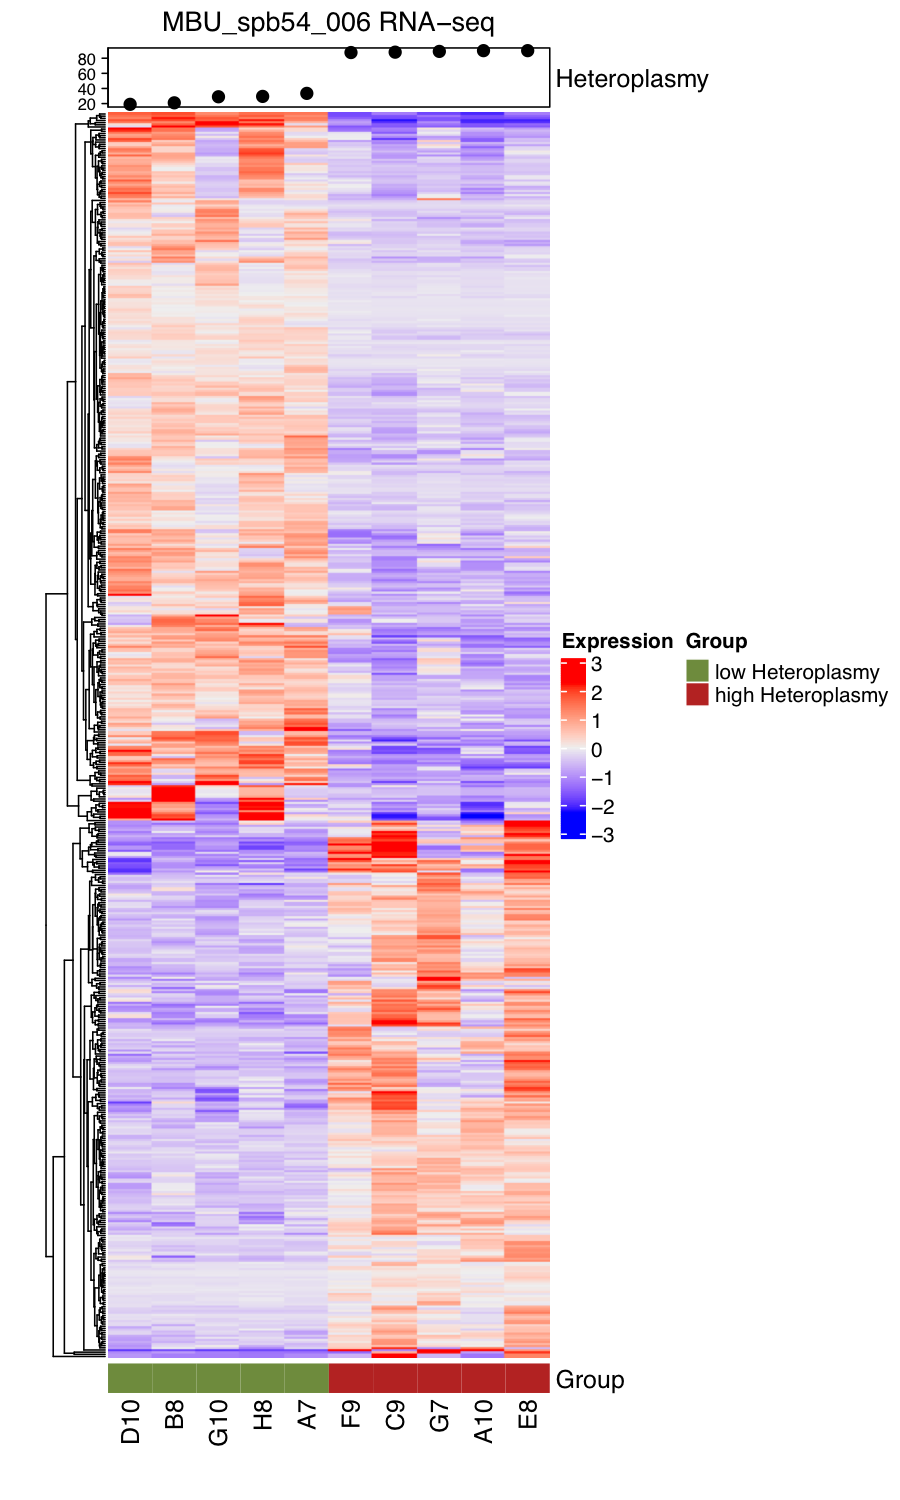 MBU_spb54_006 RNA−seq
80
60
40
20
Heteroplasmy
Expression
3
2
1
0
−1
−2
−3
Group
low Heteroplasmy
high Heteroplasmy
Group
D10
B8
G10
H8
A7
F9
C9
G7
A10
E8